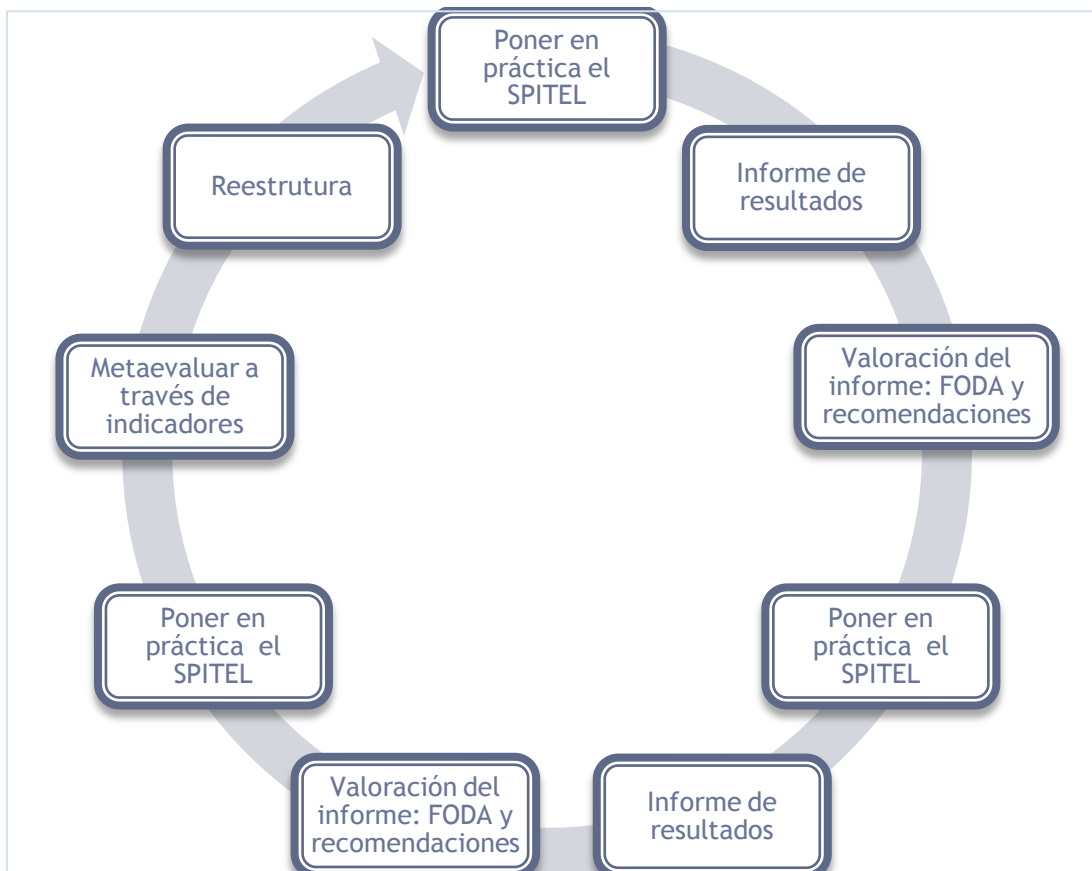 Poner en
práctica el
SPITEL
Informe de
resultados
Valoración del
informe: FODA y
recomendaciones
Poner en
práctica el
SPITEL
Informe de
resultados
Valoración del
informe: FODA y
recomendaciones
Poner en
práctica el
SPITEL
Metaevaluar a
través de
indicadores
Reestrutura